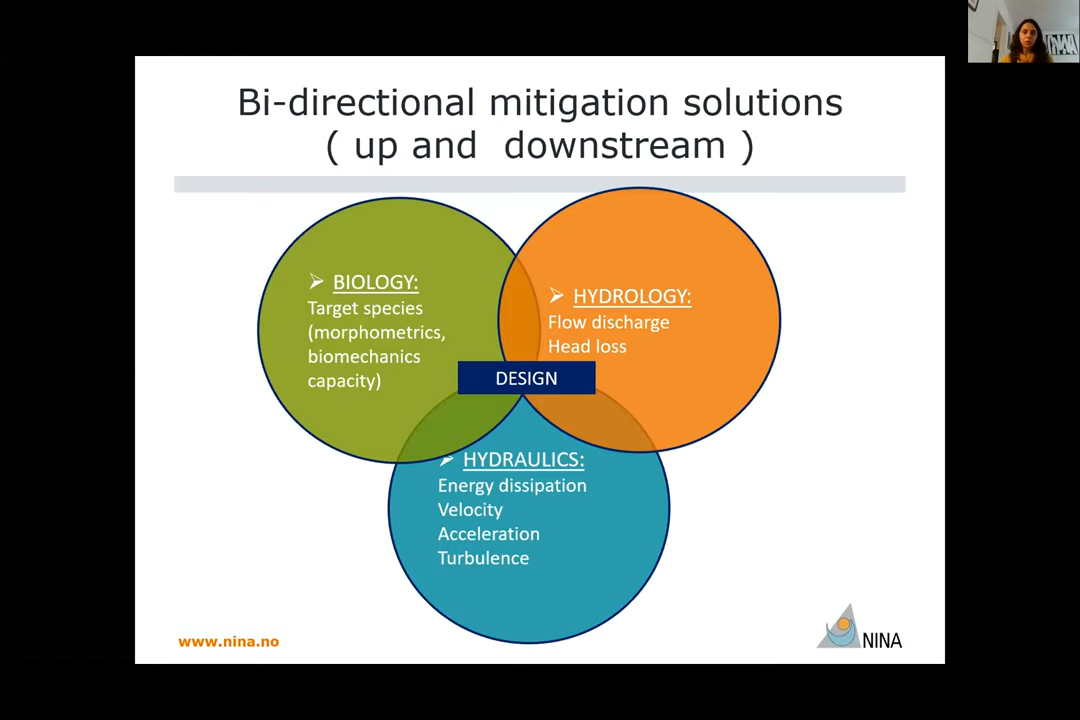 Bi-directional mitigation solutions
( up and downstream )
➢ BIOLOGY:
Target species
(morphometrics,
biomechanics
capacity)
➢ HYDROLOGY:
Flow discharge
Head loss
DESIGN
➢ HYDRAULICS:
Energy dissipation
Velocity
Acceleration
Turbulence
www.nina.no
NINA